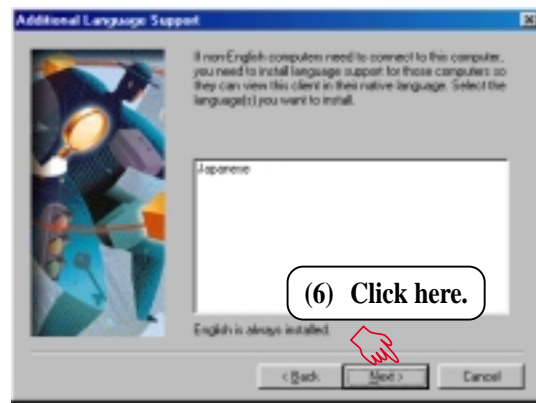 Additional Language Support
If non-English computers need to connect to this computer,
you need to install language support for those computers so
they can view this client in their native language. Select the
language(s) you want to install.
Japanese
(6) Click here.
English is always installed.
< Back
Next >
Cancel